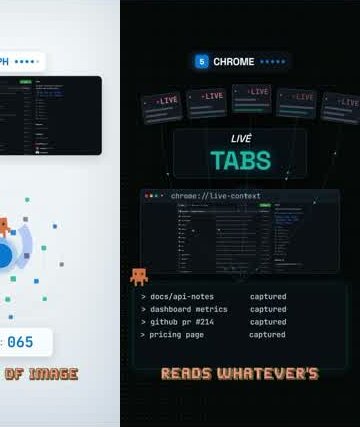 PH
065
OF IMAGE
5 CHROME
LIVE
LIVE
LIVE
LIVE
LIVE
LIVE
TABS
chrome://live-context
> docs/api-notes captured
> dashboard metrics captured
> github pr #214 captured
> pricing page captured
READS WHATEVER'S